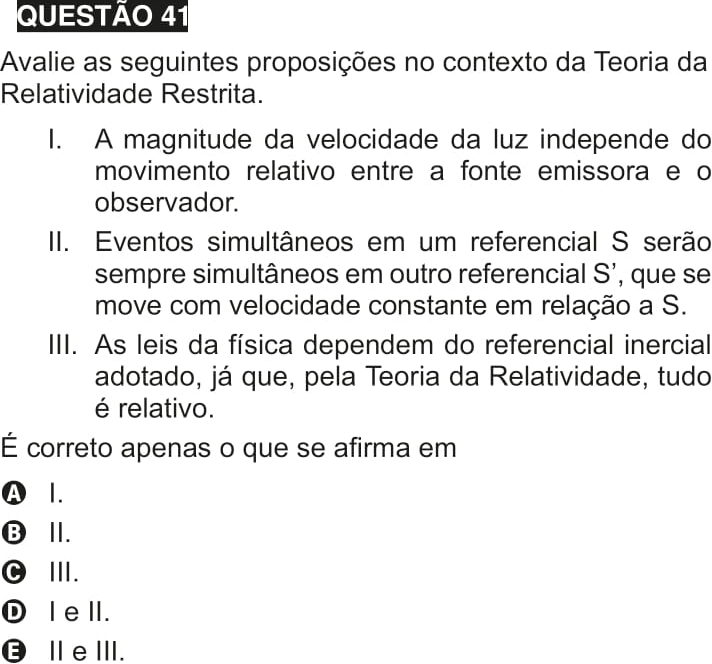 QUESTÃO 41
Avalie as seguintes proposições no contexto da Teoria da
Relatividade Restrita.
I. A magnitude da velocidade da luz independe do
movimento relativo entre a fonte emissora e o
observador.
II. Eventos simultâneos em um referencial S serão
sempre simultâneos em outro referencial S’, que se
move com velocidade constante em relação a S.
III. As leis da física dependem do referencial inercial
adotado, já que, pela Teoria da Relatividade, tudo
é relativo.
É correto apenas o que se afirma em
A I.
B II.
C III.
D I e II.
E II e III.